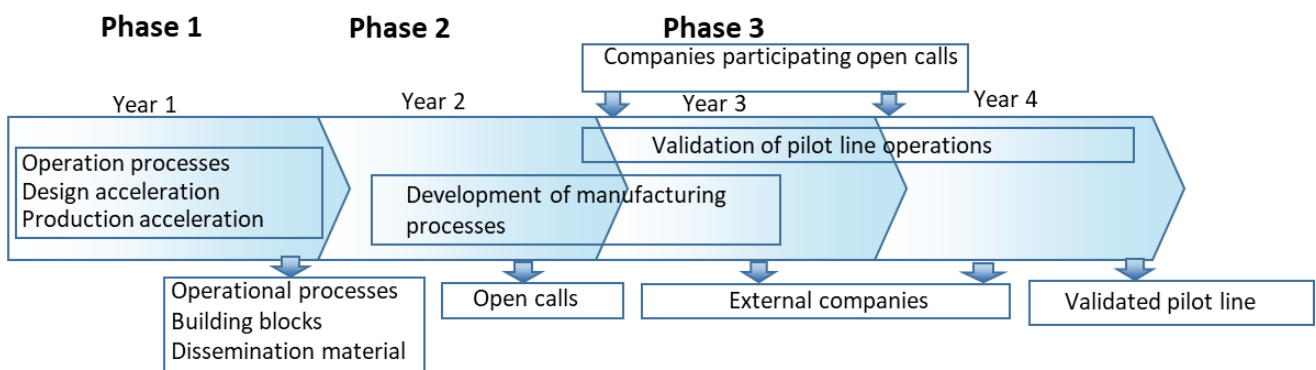 Phase 1
Phase 2
Phase 3
Companies participating open calls
Year 1
Year 2
Year 3
Year 4
Operation processes
Design acceleration
Production acceleration
Validation of pilot line operations
Development of manufacturing
processes
Operational processes
Building blocks
Dissemination material
Open calls
External companies
Validated pilot line